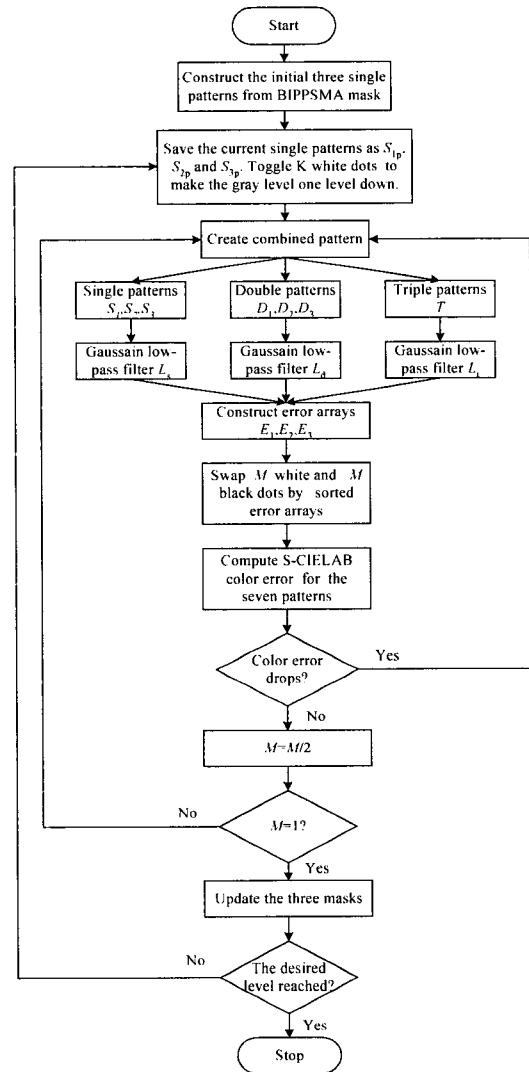 Start
Construct the initial three single
patterns from BIPPSMA mask
Save the current single patterns as S1p,
S2p and S3p. Toggle K white dots to
make the gray level one level down.
Create combined pattern
Single patterns
S1,S2,S3
Double patterns
D1,D2,D3
Triple patterns
T
Gaussain low-
pass filter Ls
Gaussain low-
pass filter Ld
Gaussain low-
pass filter Lt
Construct error arrays
E1,E2,E3
Swap M white and M
black dots by sorted
error arrays
Compute S-CIELAB
color error for the
seven patterns
Color error
drops?
Yes
No
M=M/2
No
M=1?
Yes
Update the three masks
No
The desired
level reached?
Yes
Stop